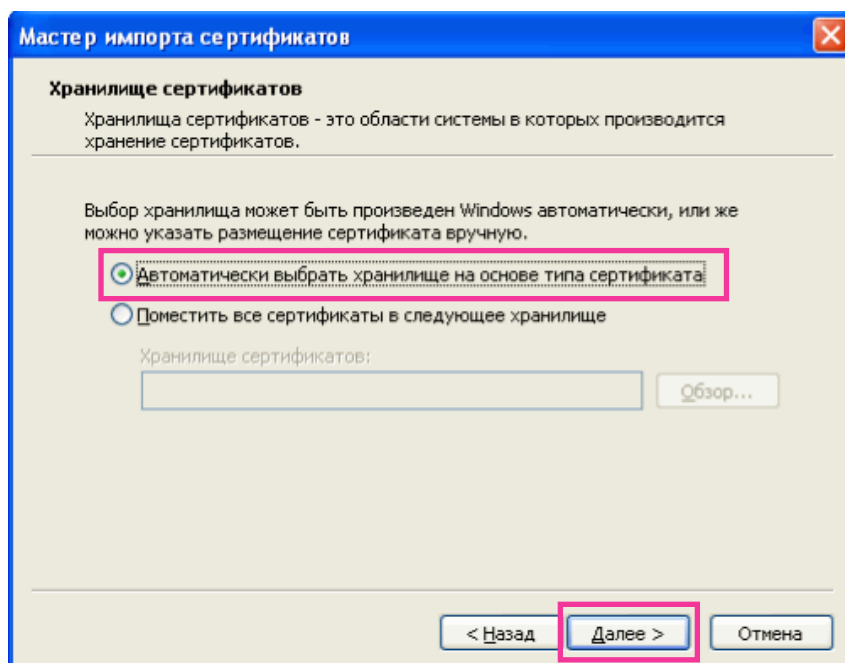 Мастер импорта сертификатов
Хранилище сертификатов
Хранилища сертификатов - это области системы в которых производится
хранение сертификатов.
Выбор хранилища может быть произведен Windows автоматически, или же
можно указать размещение сертификата вручную.
Автоматически выбрать хранилище на основе типа сертификата
Поместить все сертификаты в следующее хранилище
Хранилище сертификатов:
Обзор...
< Назад Далее > Отмена